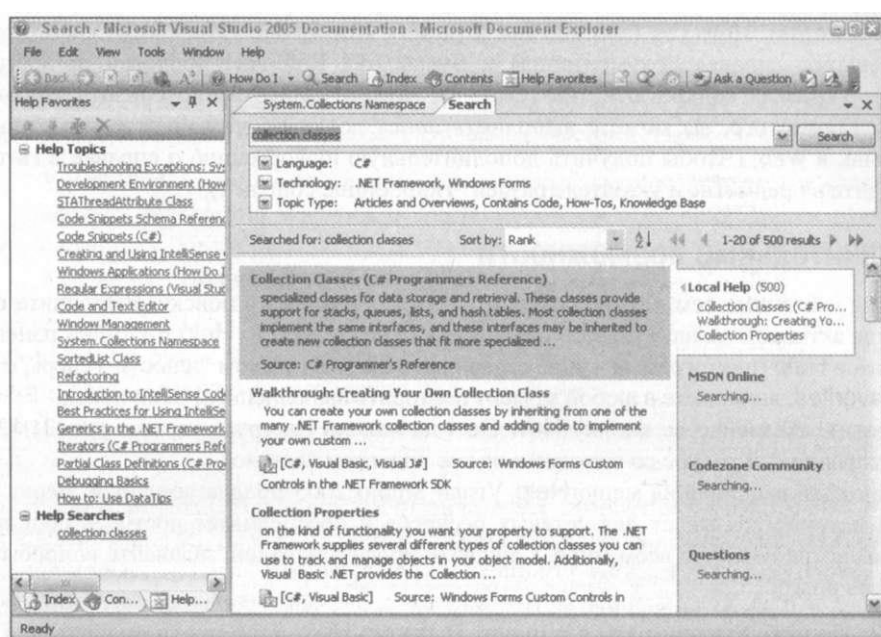 Search - Microsoft Visual Studio 2005 Documentation - Microsoft Document Explorer
File Edit View Tools Window Help
Back How Do I Search Index Contents Help Favorites Ask a Question
Help Favorites
Help Topics
Troubleshooting Exceptions: Sys
Development Environment (How
STAThreadAttribute Class
Code Snippets Schema Referenc
Code Snippets (C#)
Creating and Using IntelliSense
Windows Applications (How Do I
Regular Expressions (Visual Stud
Code and Text Editor
Window Management
System.Collections Namespace
SortedList Class
Refactoring
Introduction to IntelliSense Code
Best Practices for Using IntelliSe
Generics in the .NET Framework
Iterators (C# Programmers Refe
Partial Class Definitions (C# Pro
Debugging Basics
How to: Use DataTips
Help Searches
collection classes
Index Con... Help...
System.Collections Namespace Search
collection classes Search
Language: C#
Technology: .NET Framework, Windows Forms
Topic Type: Articles and Overviews, Contains Code, How-Tos, Knowledge Base
Searched for: collection classes Sort by: Rank 1-20 of 500 results
Collection Classes (C# Programmers Reference)
specialized classes for data storage and retrieval. These classes provide
support for stacks, queues, lists, and hash tables. Most collection classes
implement the same interfaces, and these interfaces may be inherited to
create new collection classes that fit more specialized ...
Source: C# Programmer's Reference
Walkthrough: Creating Your Own Collection Class
You can create your own collection classes by inheriting from one of the
many .NET Framework collection classes and adding code to implement
your own custom ...
[C#, Visual Basic, Visual J#] Source: Windows Forms Custom
Controls in the .NET Framework SDK
Collection Properties
on the kind of functionality you want your property to support. The .NET
Framework supplies several different types of collection classes you can
use to track and manage objects in your object model. Additionally,
Visual Basic .NET provides the Collection ...
[C#, Visual Basic] Source: Windows Forms Custom Controls in
Local Help (500)
Collection Classes (C# Pro...
Walkthrough: Creating Yo...
Collection Properties
MSDN Online
Searching...
Codezone Community
Searching...
Questions
Searching...
Ready